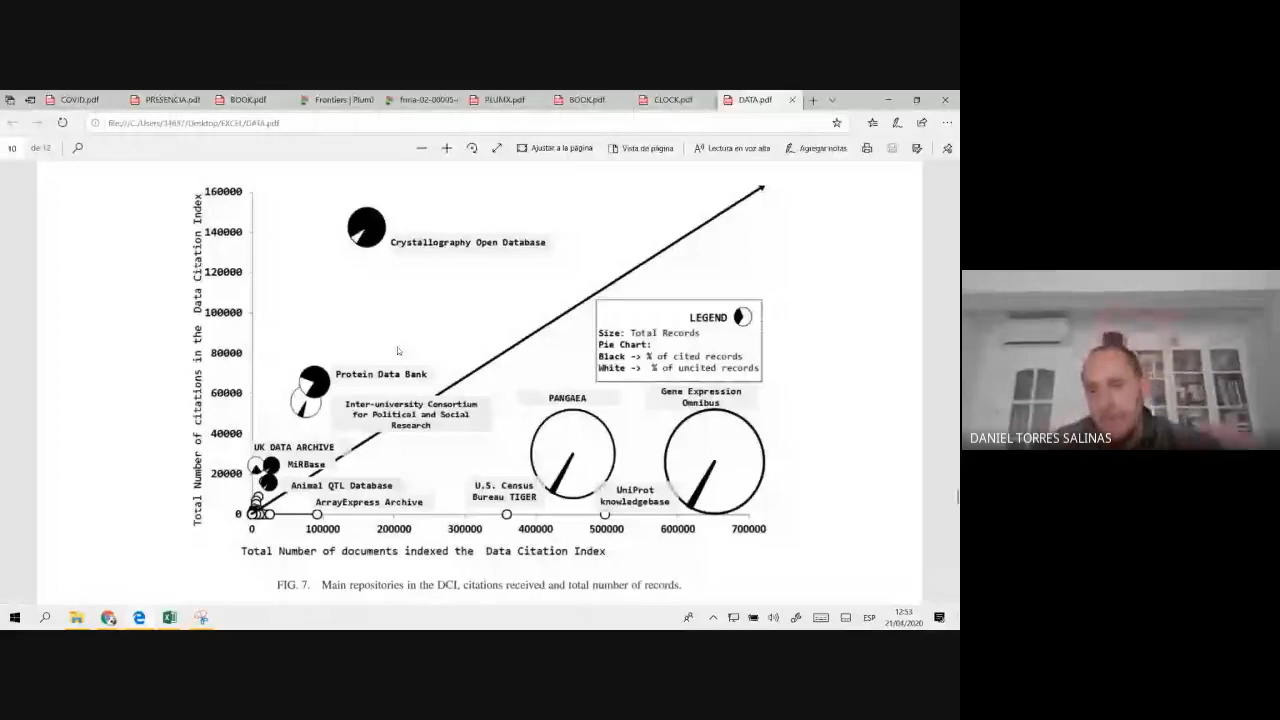 COVID.pdf PRESENCIA.pdf BOOK.pdf Frontiers | PlumX PLUMX.pdf BOOK.pdf CLOCK.pdf DATA.pdf
10 de 12 Ajustar a la página Vista de página Lectura en voz alta Agregar notas
Total Number of citations in the Data Citation Index
160000
140000
120000
100000
80000
60000
40000
20000
0
Crystallography Open Database
LEGEND
Size: Total Records
Pie Chart:
Black -> % of cited records
White -> % of uncited records
Protein Data Bank
Inter-university Consortium
for Political and Social
Research
PANGAEA
Gene Expression
Omnibus
UK DATA ARCHIVE
MiRBase
Animal QTL Database
ArrayExpress Archive
U.S. Census
Bureau TIGER
UniProt
knowledgebase
0 100000 200000 300000 400000 500000 600000 700000
Total Number of documents indexed the Data Citation Index
FIG. 7. Main repositories in the DCI, citations received and total number of records.
DANIEL TORRES SALINAS
ESP
12:53
21/04/2020